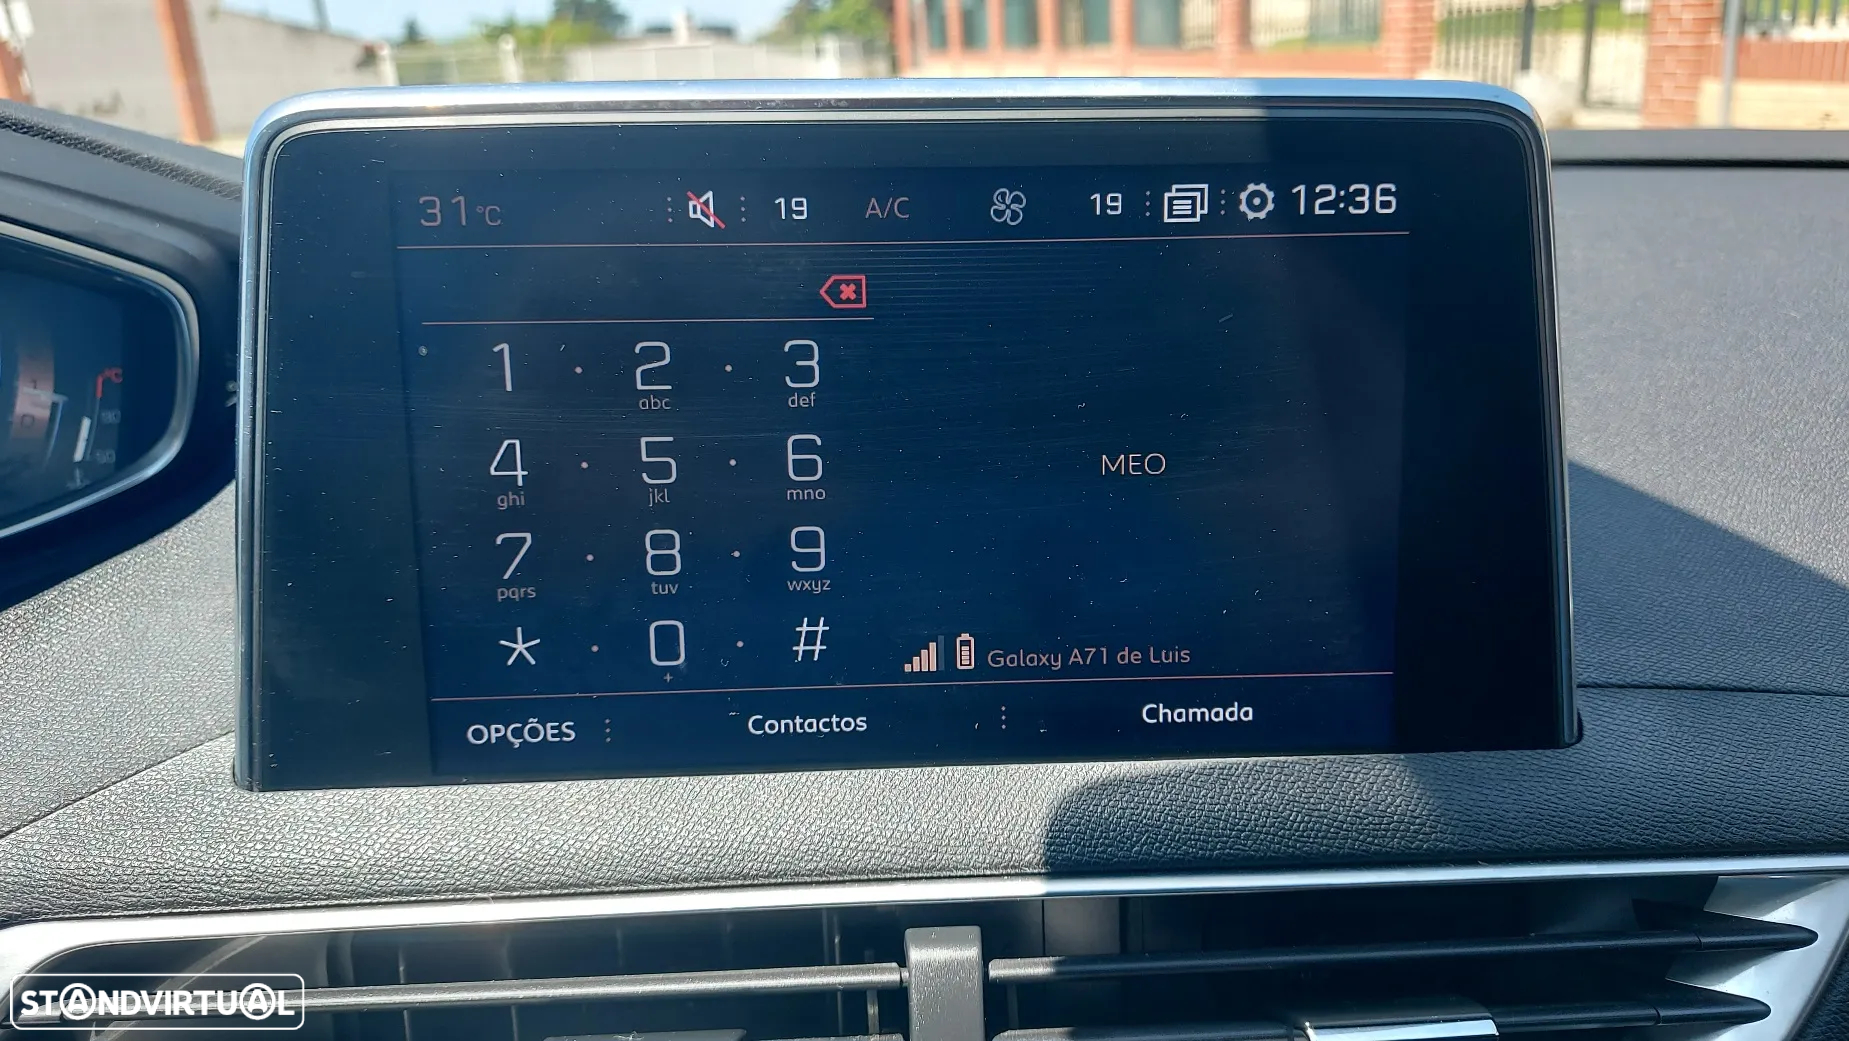 31°C 19 A/C 19 12:36
1 2 3
abc def
4 5 6
ghi jkl mno
MEO
7 8 9
pqrs tuv wxyz
* 0 #
+
Galaxy A71 de Luis
OPÇÕES Contactos Chamada
STANDVIRTUAL